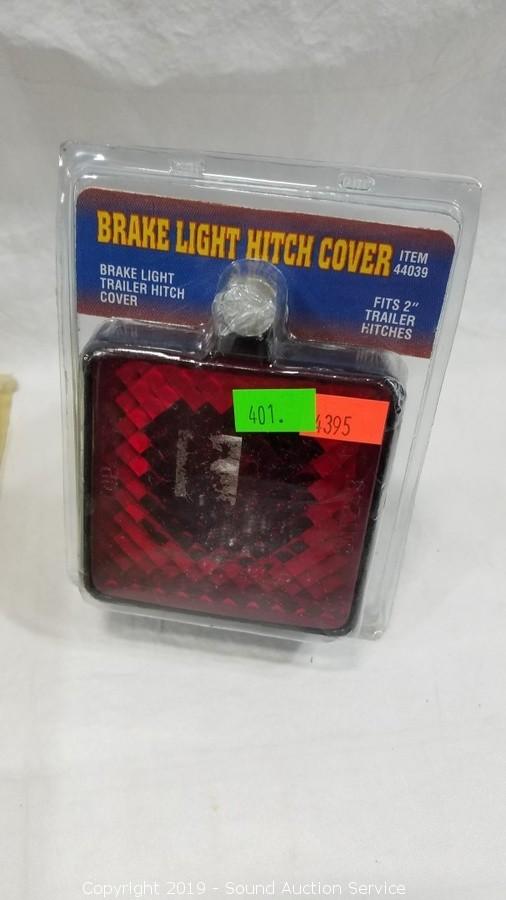 BRAKE LIGHT HITCH COVER
ITEM
44039
BRAKE LIGHT
TRAILER HITCH
COVER
FITS 2"
TRAILER
HITCHES
401.
4395
Copyright 2019 - Sound Auction Service